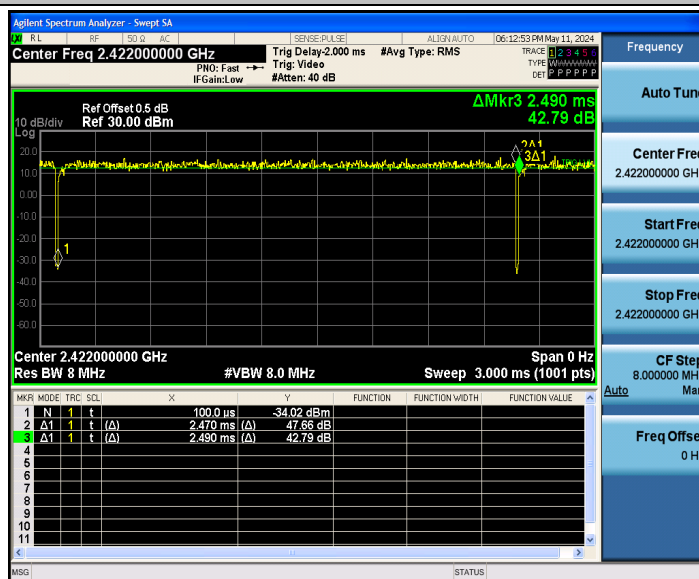 Agilent Spectrum Analyzer - Swept SA
LXI RL RF 50 Ω AC SENSE:PULSE ALIGN AUTO 06:12:53 PM May 11, 2024
Center Freq 2.422000000 GHz
PNO: Fast
IFGain:Low
Trig Delay-2.000 ms
Trig: Video
#Atten: 40 dB
#Avg Type: RMS
TRACE 1 2 3 4 5 6
TYPE W
DET P P P P P P
ΔMkr3 2.490 ms
42.79 dB
Ref Offset 0.5 dB
10 dB/div Ref 30.00 dBm
Log
20.0
10.0
0.00
-10.0
-20.0
-30.0
-40.0
-50.0
-60.0
1
2Δ1
3Δ1
Center 2.422000000 GHz Span 0 Hz
Res BW 8 MHz #VBW 8.0 MHz Sweep 3.000 ms (1001 pts)
MKR MODE TRC SCL X Y FUNCTION FUNCTION WIDTH FUNCTION VALUE
1 N 1 t 100.0 µs -34.02 dBm
2 Δ1 1 t (Δ) 2.470 ms (Δ) 47.66 dB
3 Δ1 1 t (Δ) 2.490 ms (Δ) 42.79 dB
4
5
6
7
8
9
10
11
MSG STATUS
Frequency
Auto Tun
Center Fre
2.422000000 GH
Start Fre
2.422000000 GH
Stop Fre
2.422000000 GH
CF Step
8.000000 MH
Auto Ma
Freq Offse
0 H